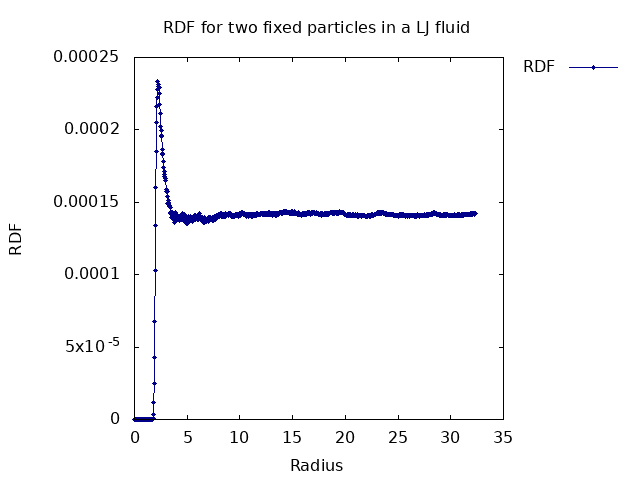 RDF for two fixed particles in a LJ fluid
RDF
0.00025
0.0002
0.00015
0.0001
5x10⁻⁵
0
RDF
0 5 10 15 20 25 30 35
Radius